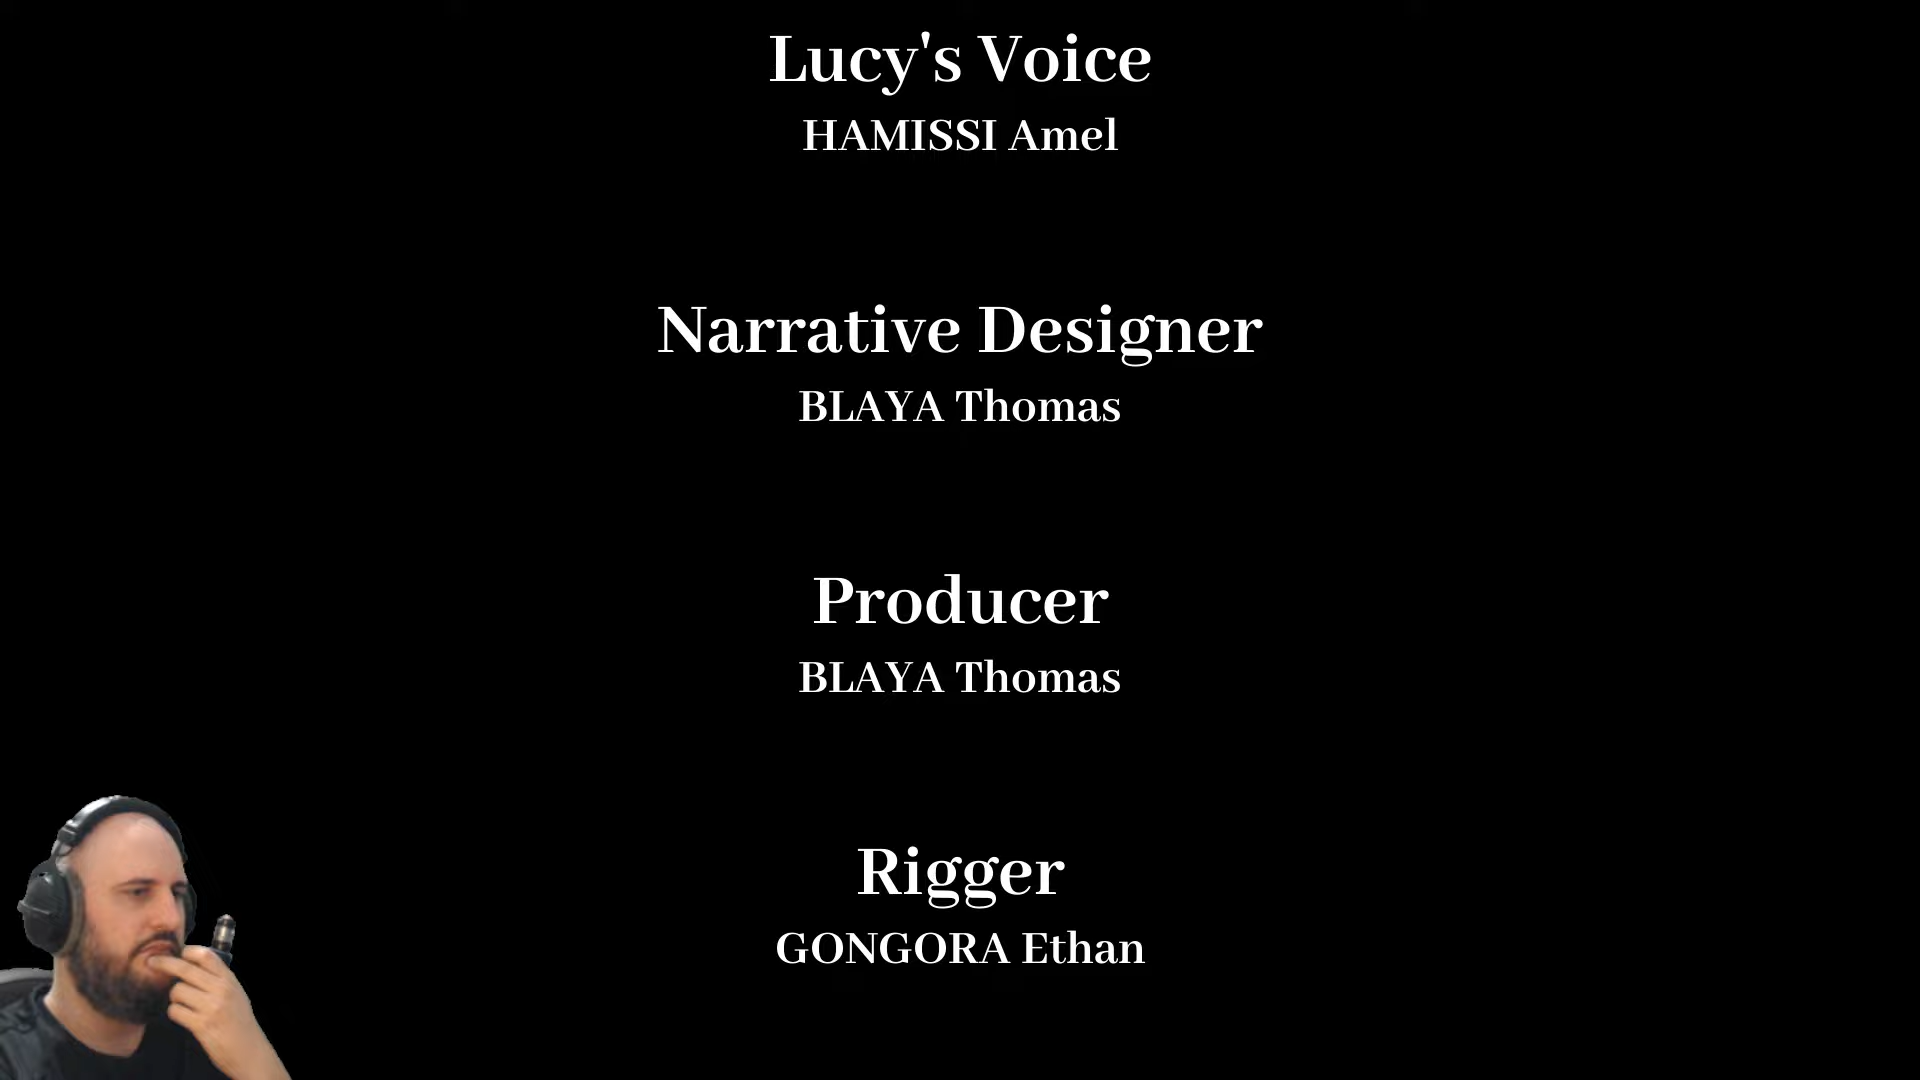 Lucy's Voice
HAMISSI Amel
Narrative Designer
BLAYA Thomas
Producer
BLAYA Thomas
Rigger
GONGORA Ethan